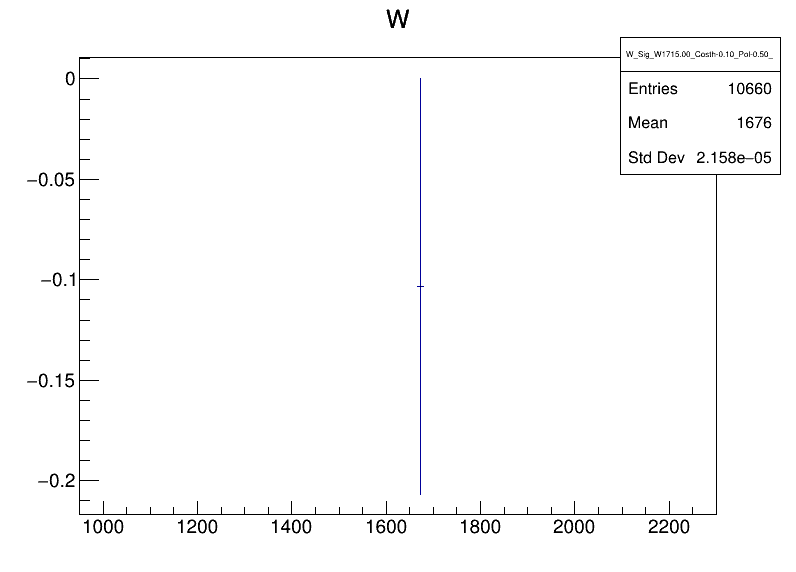 W
W_Sig_W1715.00_Costh-0.10_Pol-0.50_
Entries 10660
Mean 1676
Std Dev 2.158e−05
0
−0.05
−0.1
−0.15
−0.2
1000 1200 1400 1600 1800 2000 2200